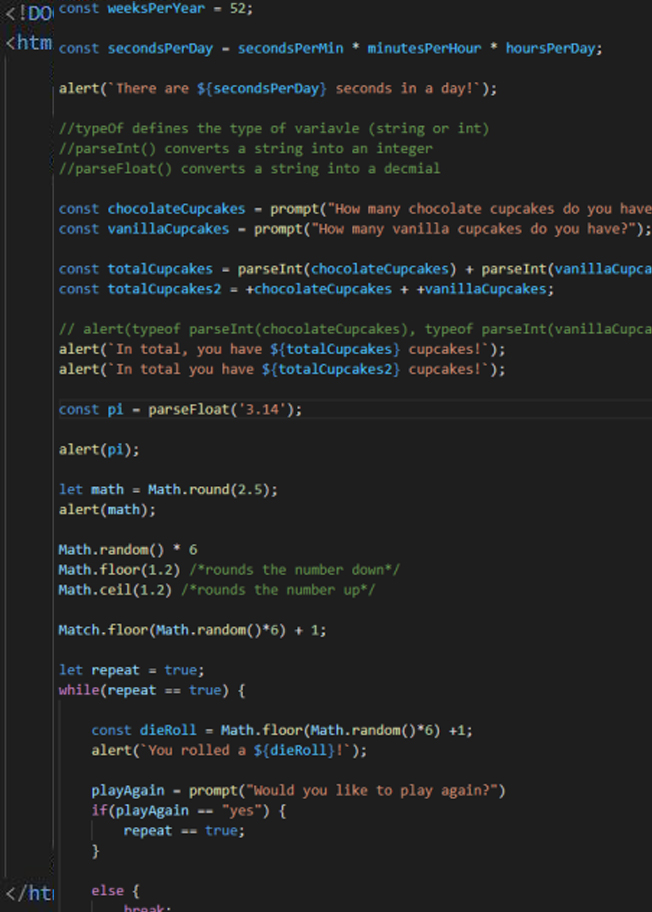 <!DO
<htm
const weeksPerYear = 52;
const secondsPerDay = secondsPerMin * minutesPerHour * hoursPerDay;
alert(`There are ${secondsPerDay} seconds in a day!`);
//typeOf defines the type of variavle (string or int)
//parseInt() converts a string into an integer
//parseFloat() converts a string into a decmial
const chocolateCupcakes = prompt("How many chocolate cupcakes do you have
const vanillaCupcakes = prompt("How many vanilla cupcakes do you have?");
const totalCupcakes = parseInt(chocolateCupcakes) + parseInt(vanillaCupca
const totalCupcakes2 = +chocolateCupcakes + +vanillaCupcakes;
// alert(typeof parseInt(chocolateCupcakes), typeof parseInt(vanillaCupca
alert(`In total, you have ${totalCupcakes} cupcakes!`);
alert(`In total you have ${totalCupcakes2} cupcakes!`);
const pi = parseFloat('3.14');
alert(pi);
let math = Math.round(2.5);
alert(math);
Math.random() * 6
Math.floor(1.2) /*rounds the number down*/
Math.ceil(1.2) /*rounds the number up*/
Match.floor(Math.random()*6) + 1;
let repeat = true;
while(repeat == true) {
const dieRoll = Math.floor(Math.random()*6) +1;
alert(`You rolled a ${dieRoll}!`);
playAgain = prompt("Would you like to play again?")
if(playAgain == "yes") {
repeat == true;
}
else {
break;
</htm